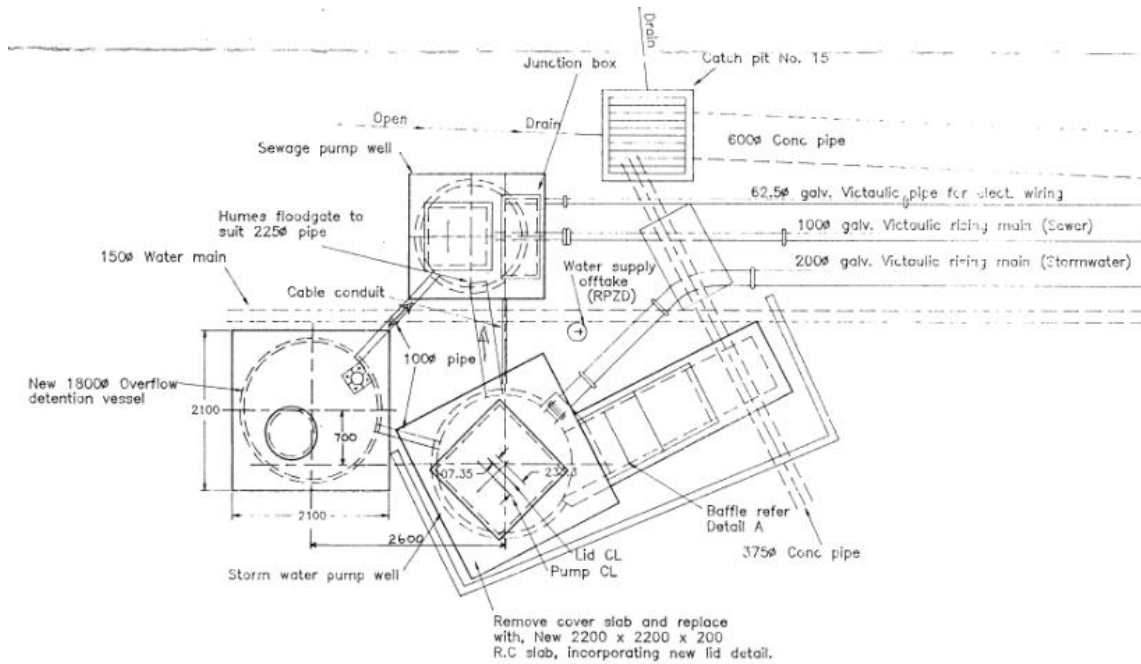 Drain
Junction box
Catch pit No. 15
Open
Drain
Sewage pump well
600ø Conc pipe
62.5ø galv. Victaulic pipe for elect. wiring
Humes floodgate to
suit 225ø pipe
100ø galv. Victaulic rising main (Sewer)
150ø Water main
Water supply
offtake
(RPZD)
200ø galv. Victaulic rising main (Stormwater)
Cable conduit
100ø pipe
New 1800ø Overflow
detention vessel
2100
700
07.35
Baffle refer
Detail A
2100
2600
375ø Conc pipe
Lid CL
Pump CL
Storm water pump well
Remove cover slab and replace
with, New 2200 x 2200 x 200
R.C slab, incorporating new lid detail.